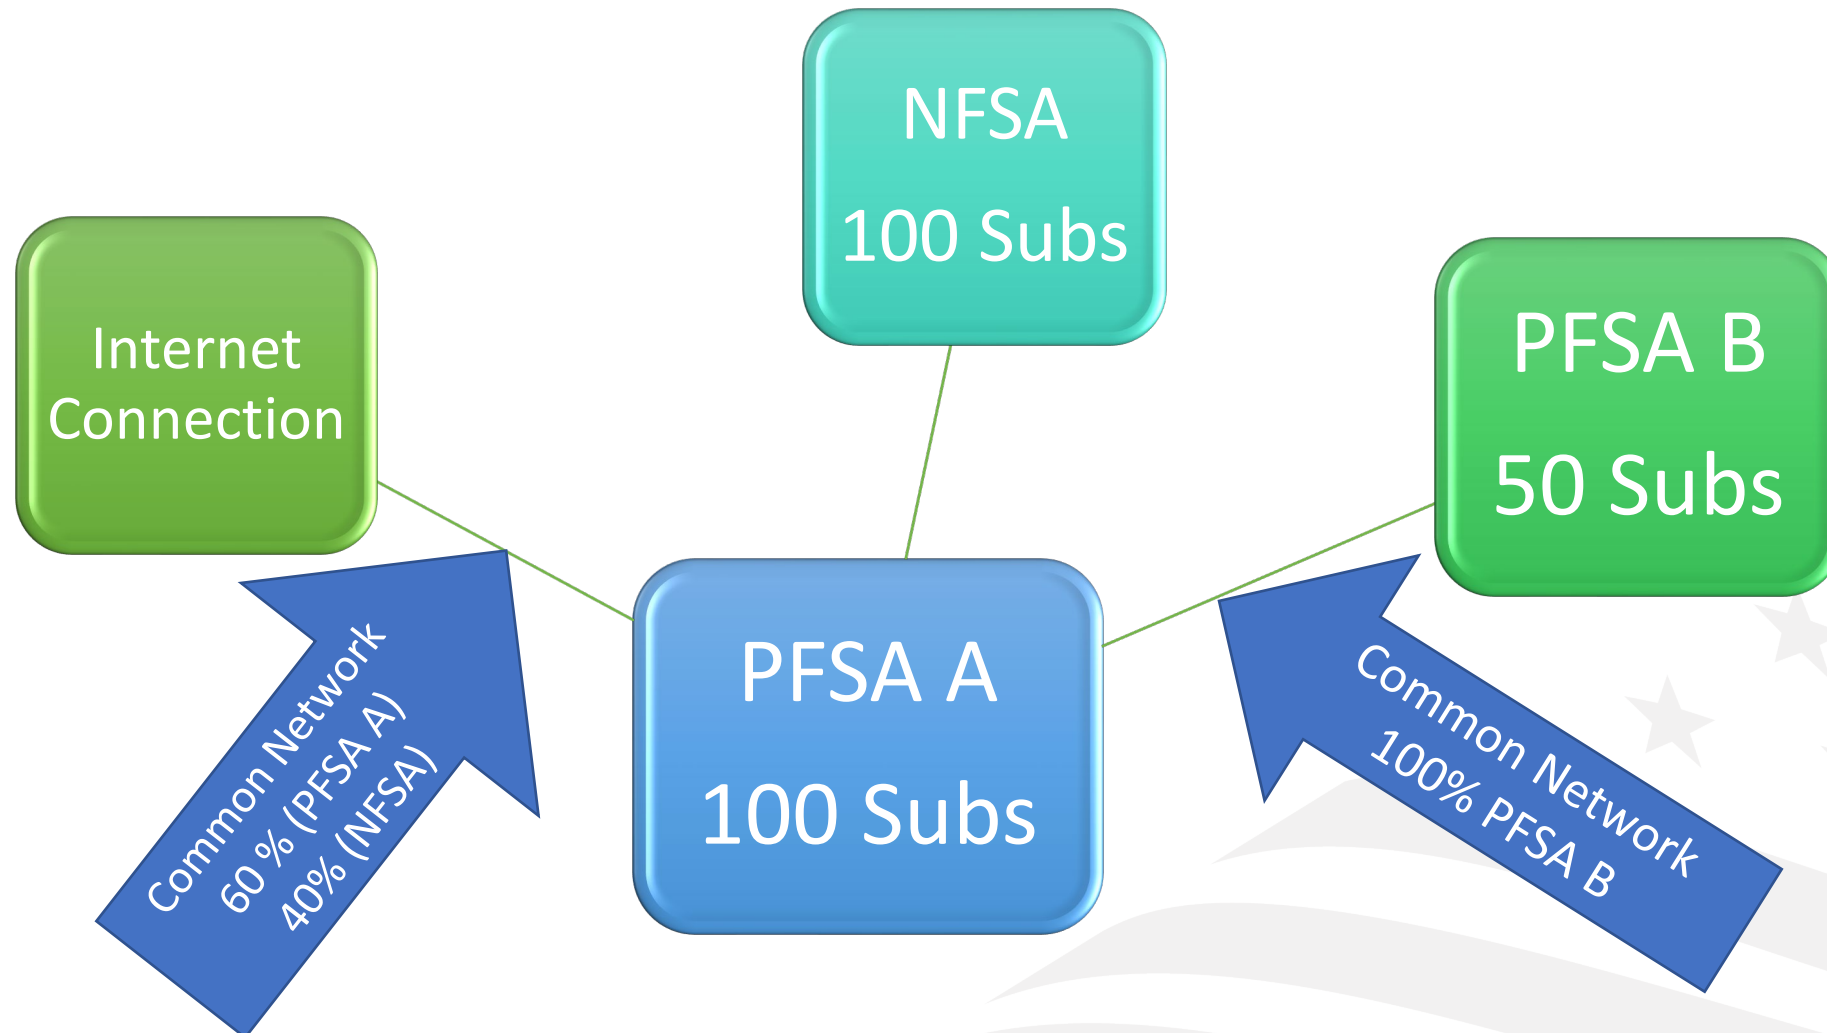 NFSA
100 Subs
Internet
Connection
PFSA B
50 Subs
PFSA A
100 Subs
Common Network
60 % (PFSA A)
40% (NFSA)
Common Network
100% PFSA B